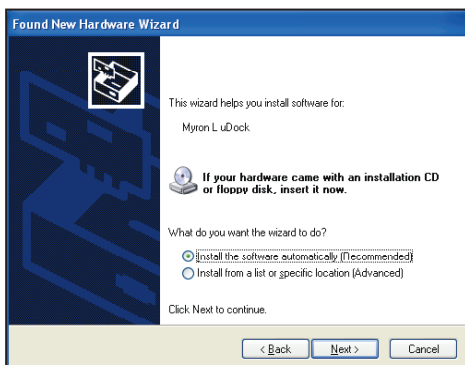 Found New Hardware Wizard
This wizard helps you install software for:
Myron L uDock
If your hardware came with an installation CD
or floppy disk, insert it now.
What do you want the wizard to do?
Install the software automatically (Recommended)
Install from a list or specific location (Advanced)
Click Next to continue.
< Back
Next >
Cancel